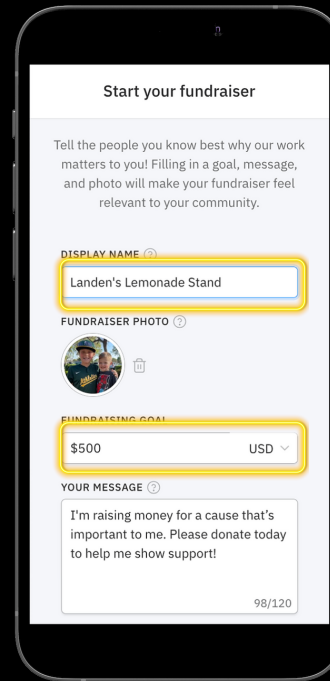 Start your fundraiser
Tell the people you know best why our work
matters to you! Filling in a goal, message,
and photo will make your fundraiser feel
relevant to your community.
DISPLAY NAME ?
Landen's Lemonade Stand
FUNDRAISER PHOTO ?
FUNDRAISING GOAL
$500 USD
YOUR MESSAGE ?
I'm raising money for a cause that’s
important to me. Please donate today
to help me show support!
98/120